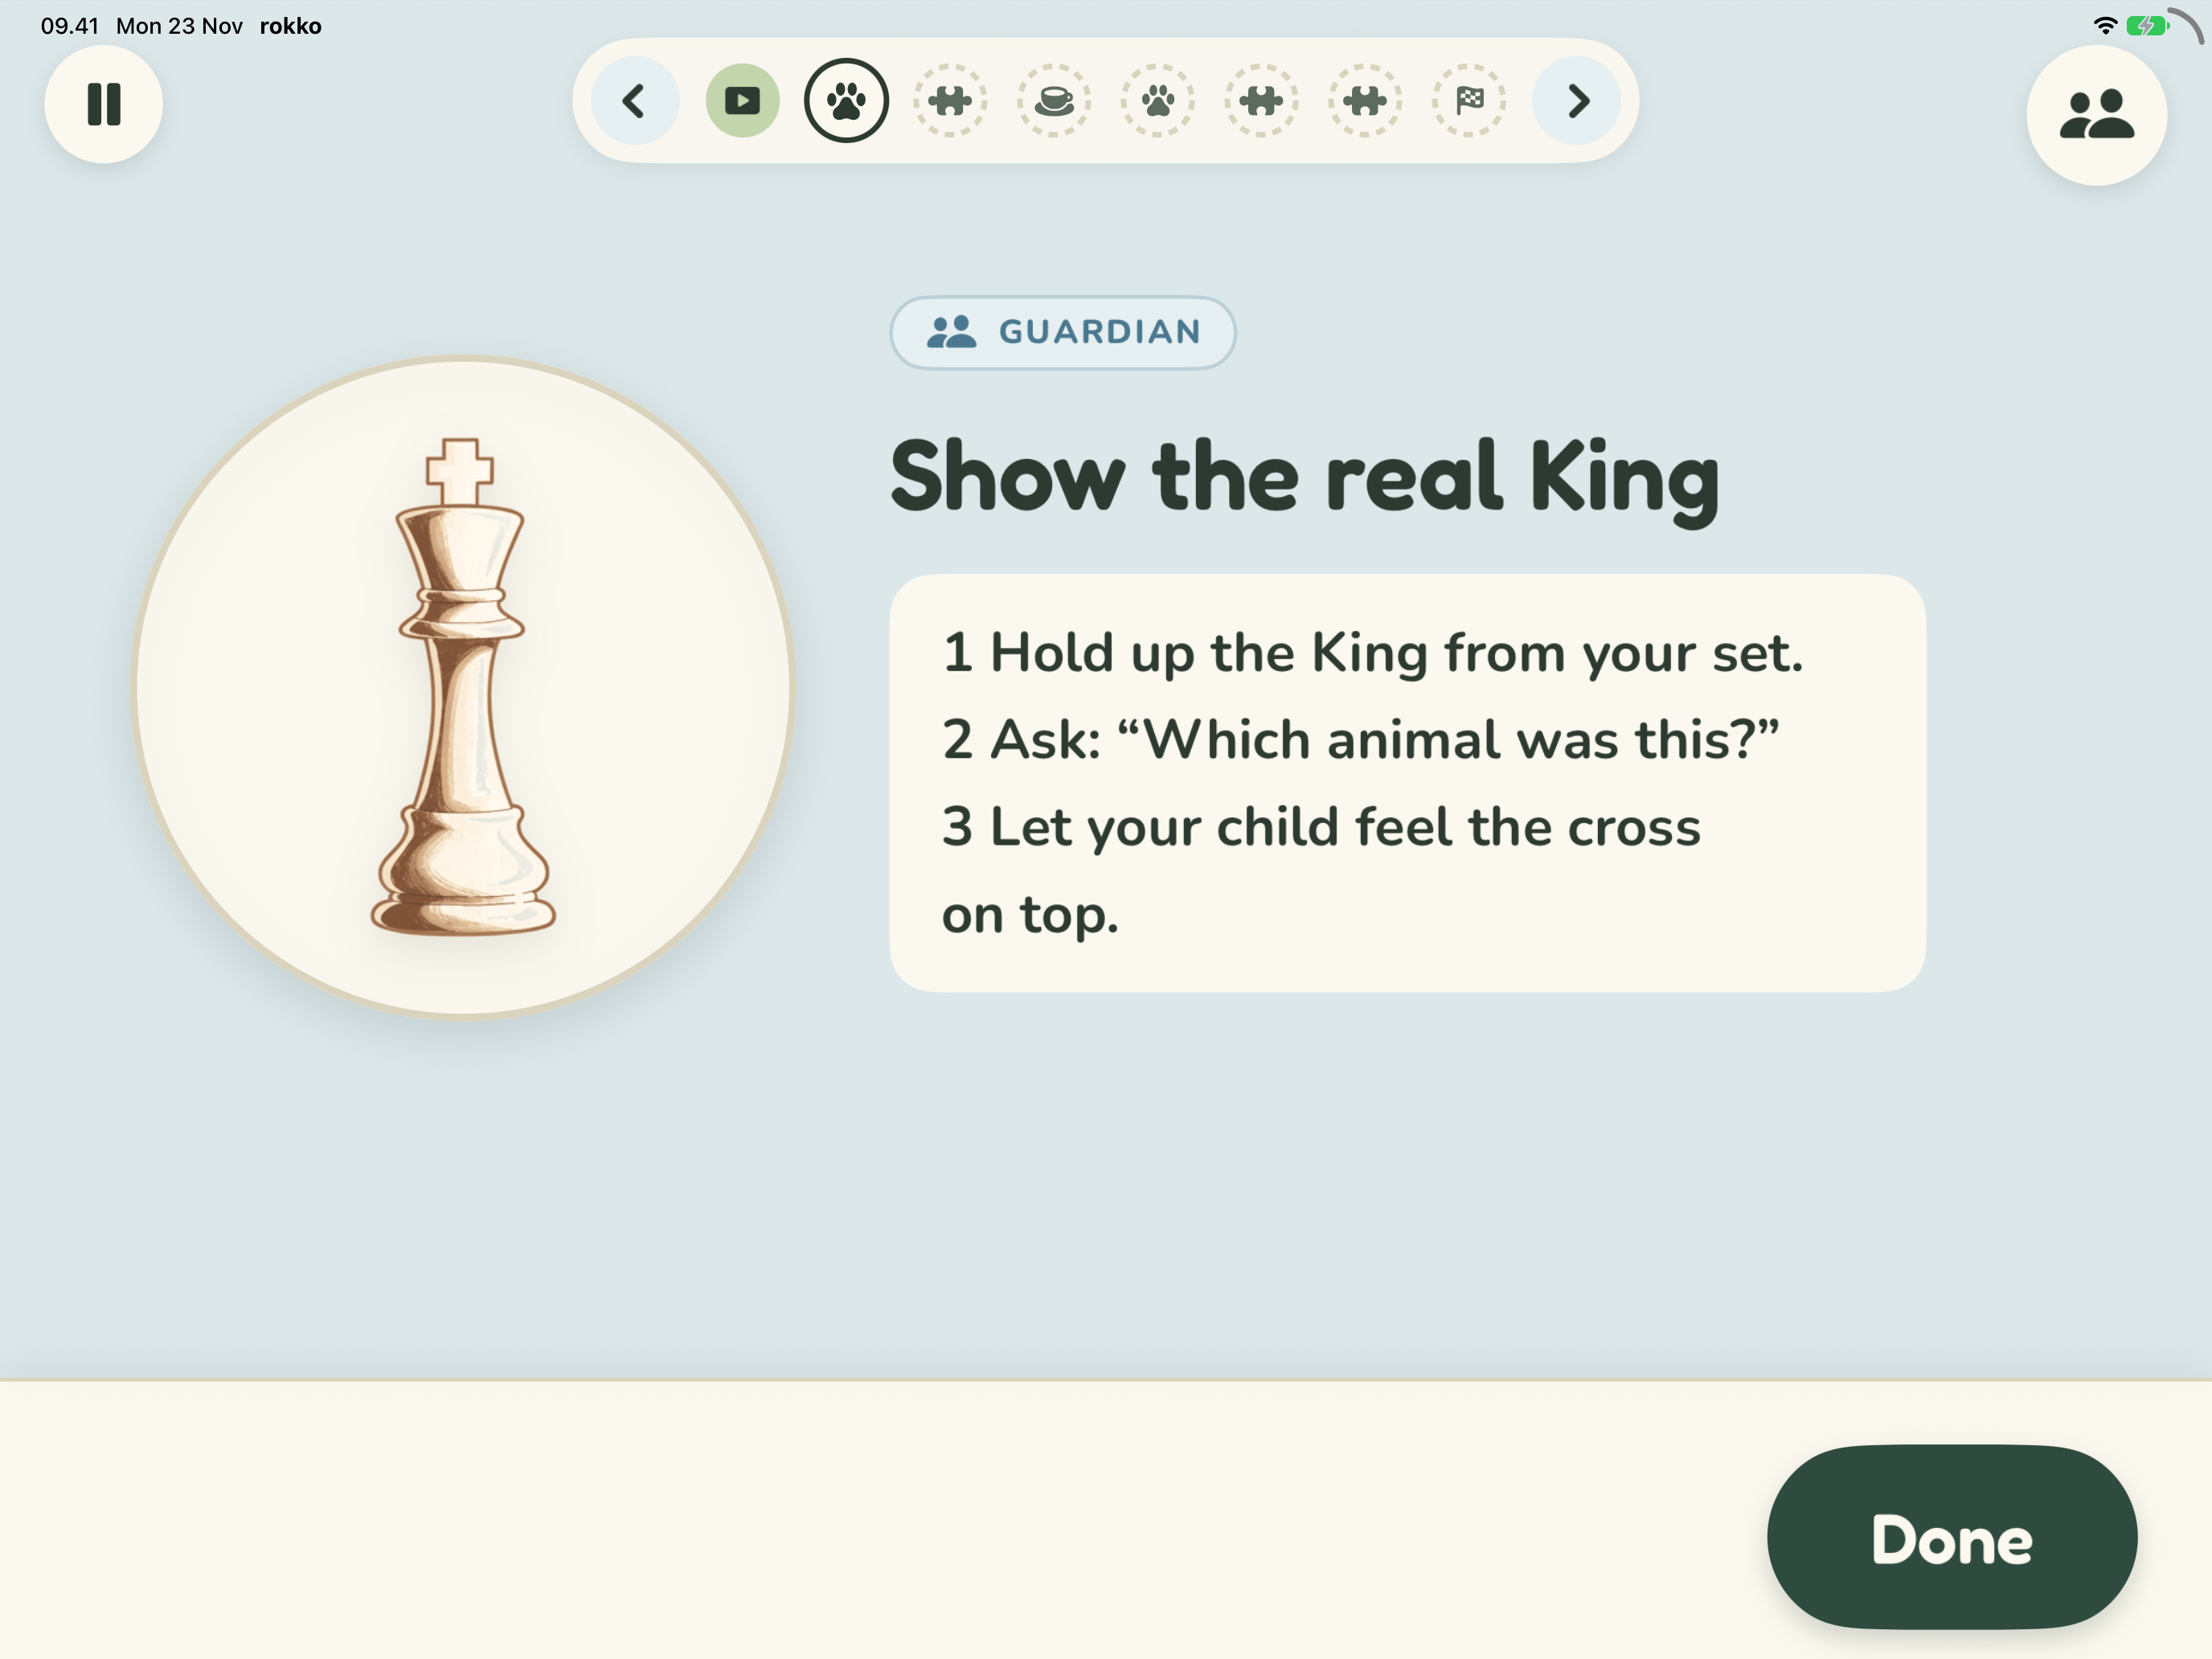 09.41 Mon 23 Nov rokko
GUARDIAN
Show the real King
1 Hold up the King from your set.
2 Ask: “Which animal was this?”
3 Let your child feel the cross
on top.
Done